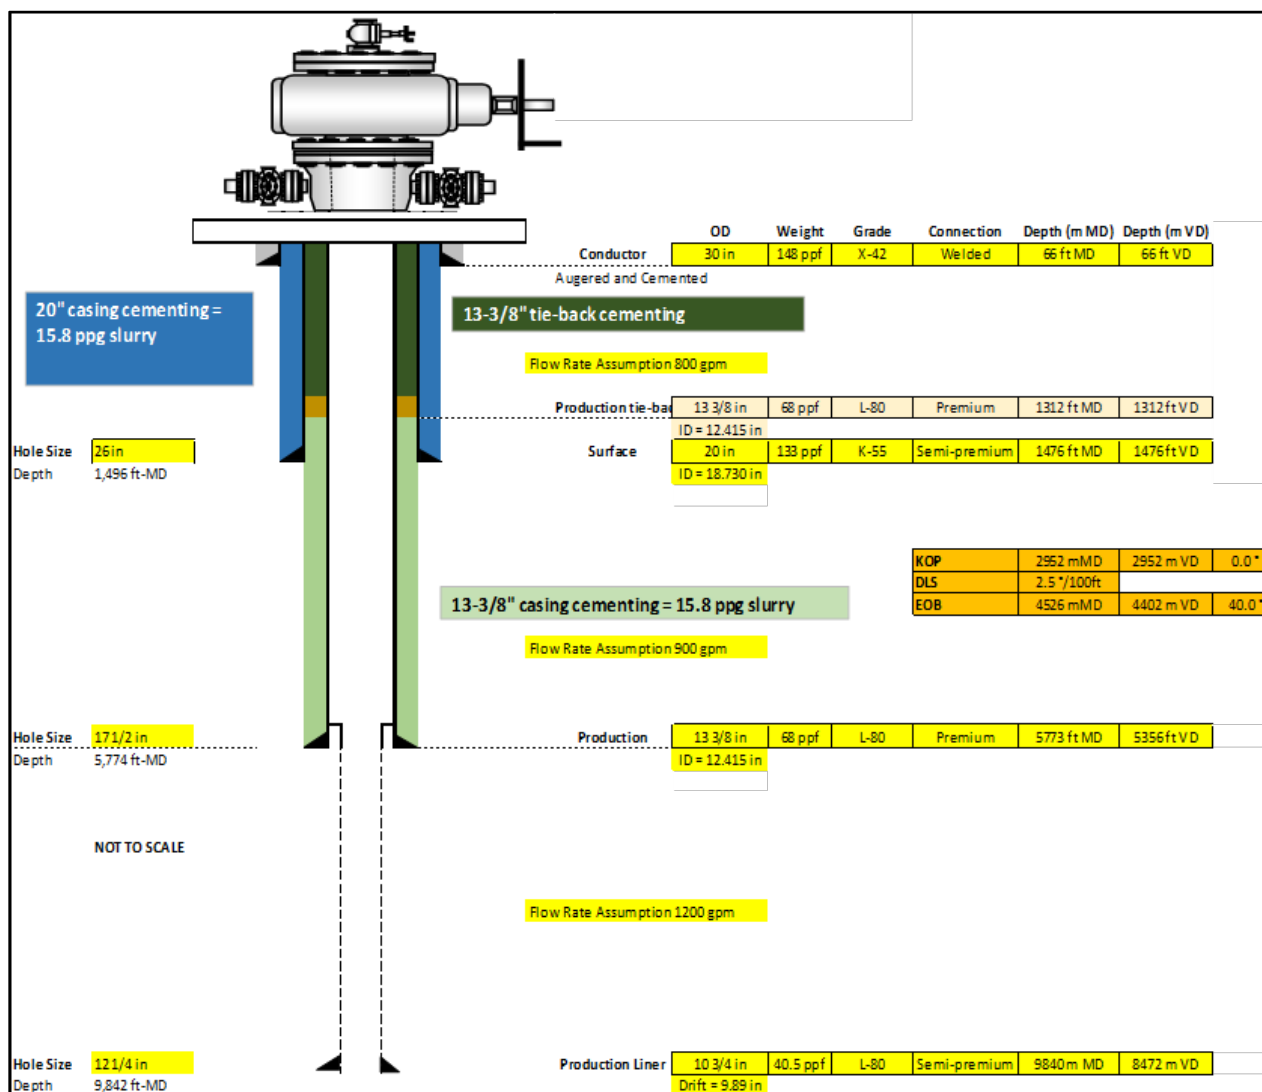 OD Weight Grade Connection Depth (m MD) Depth (m VD)
Conductor 30 in 148 ppf X-42 Welded 66 ft MD 66 ft VD
Augered and Cemented
20" casing cementing =
15.8 ppg slurry
13-3/8" tie-back cementing
Flow Rate Assumption 800 gpm
Production tie-bac 13 3/8 in 68 ppf L-80 Premium 1312 ft MD 1312 ft VD
ID = 12.415 in
Hole Size 26 in Surface 20 in 133 ppf K-55 Semi-premium 1476 ft MD 1476 ft VD
Depth 1,496 ft-MD ID = 18.730 in
KOP 2952 mMD 2952 m VD 0.0 °
DLS 2.5 °/100ft
EOB 4526 mMD 4402 m VD 40.0 °
13-3/8" casing cementing = 15.8 ppg slurry
Flow Rate Assumption 900 gpm
Hole Size 17 1/2 in Production 13 3/8 in 68 ppf L-80 Premium 5773 ft MD 5356 ft VD
Depth 5,774 ft-MD ID = 12.415 in
NOT TO SCALE
Flow Rate Assumption 1200 gpm
Hole Size 12 1/4 in Production Liner 10 3/4 in 40.5 ppf L-80 Semi-premium 9840 m MD 8472 m VD
Depth 9,842 ft-MD Drift = 9.89 in